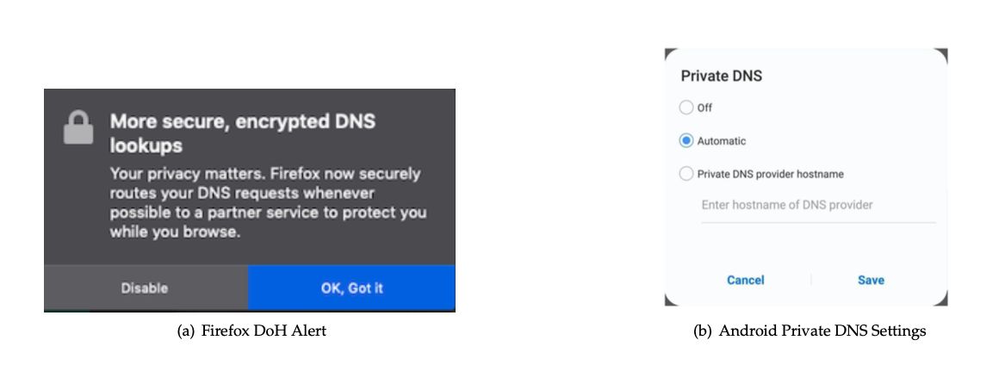 More secure, encrypted DNS
lookups
Your privacy matters. Firefox now securely
routes your DNS requests whenever
possible to a partner service to protect you
while you browse.
Disable
OK, Got it
(a) Firefox DoH Alert
Private DNS
Off
Automatic
Private DNS provider hostname
Enter hostname of DNS provider
Cancel
Save
(b) Android Private DNS Settings